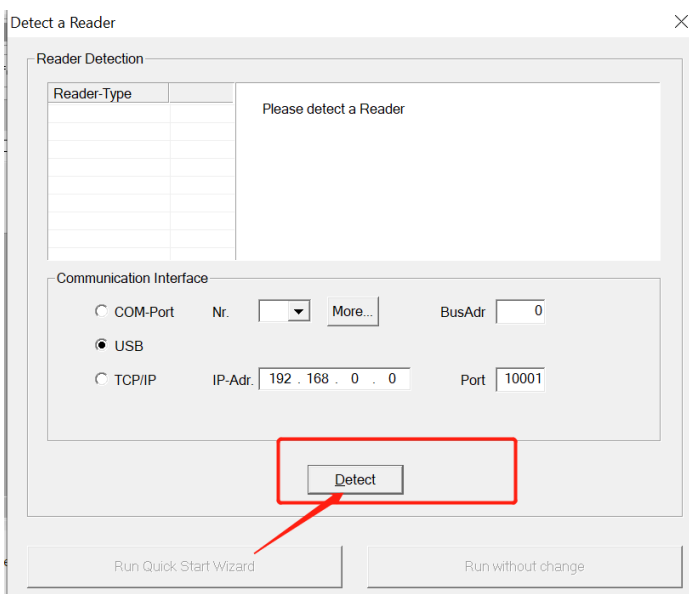 Detect a Reader
Reader Detection
Reader-Type
Please detect a Reader
Communication Interface
COM-Port Nr. More... BusAdr 0
USB
TCP/IP IP-Adr. 192 . 168 . 0 . 0 Port 10001
Detect
Run Quick Start Wizard Run without change